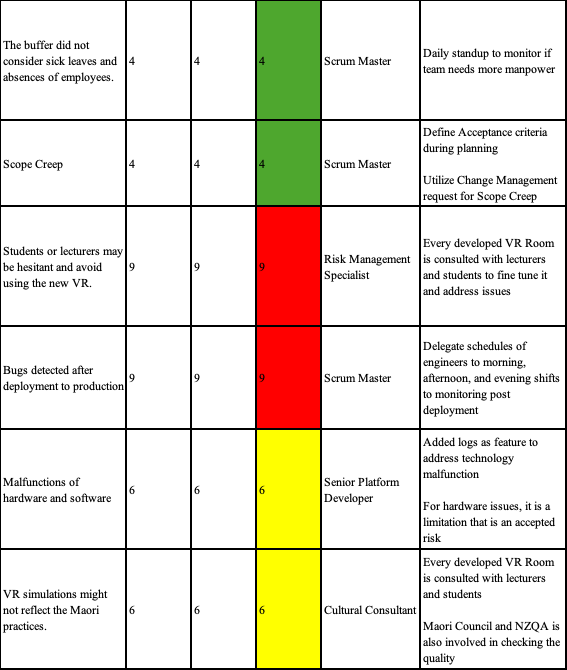 The buffer did not
consider sick leaves and
absences of employees.
4
4
4
Scrum Master
Daily standup to monitor if
team needs more manpower
Scope Creep
4
4
4
Scrum Master
Define Acceptance criteria
during planning
Utilize Change Management
request for Scope Creep
Students or lecturers may
be hesitant and avoid
using the new VR.
9
9
9
Risk Management
Specialist
Every developed VR Room
is consulted with lecturers
and students to fine tune it
and address issues
Bugs detected after
deployment to production
9
9
9
Scrum Master
Delegate schedules of
engineers to morning,
afternoon, and evening shifts
to monitoring post
deployment
Malfunctions of
hardware and software
6
6
6
Senior Platform
Developer
Added logs as feature to
address technology
malfunction
For hardware issues, it is a
limitation that is an accepted
risk
VR simulations might
not reflect the Maori
practices.
6
6
6
Cultural Consultant
Every developed VR Room
is consulted with lecturers
and students
Maori Council and NZQA is
also involved in checking the
quality